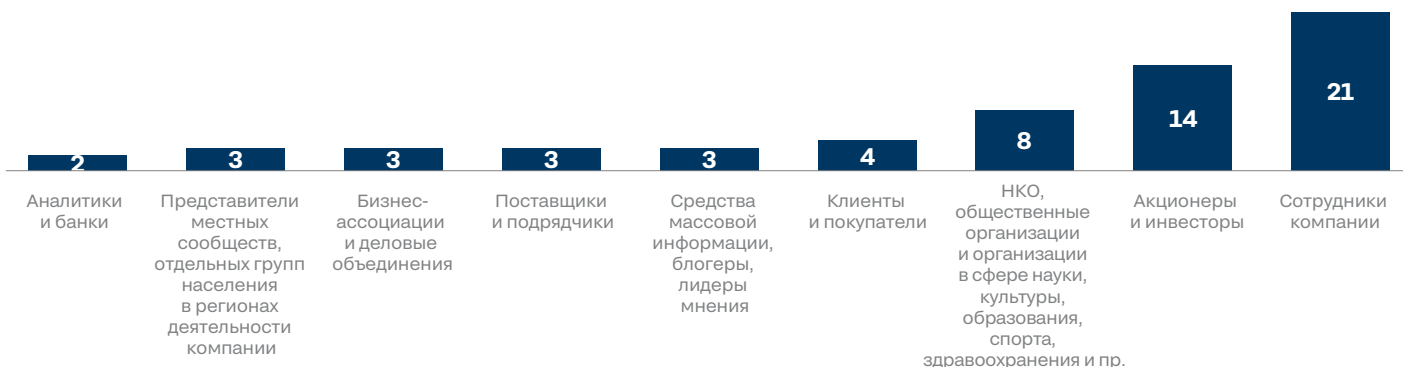 2
3
3
3
3
4
8
14
21
Аналитики
и банки
Представители
местных
сообществ,
отдельных групп
населения
в регионах
деятельности
компании
Бизнес-
ассоциации
и деловые
объединения
Поставщики
и подрядчики
Средства
массовой
информации,
блогеры,
лидеры
мнения
Клиенты
и покупатели
НКО,
общественные
организации
и организации
в сфере науки,
культуры,
образования,
спорта,
здравоохранения и пр.
Акционеры
и инвесторы
Сотрудники
компании